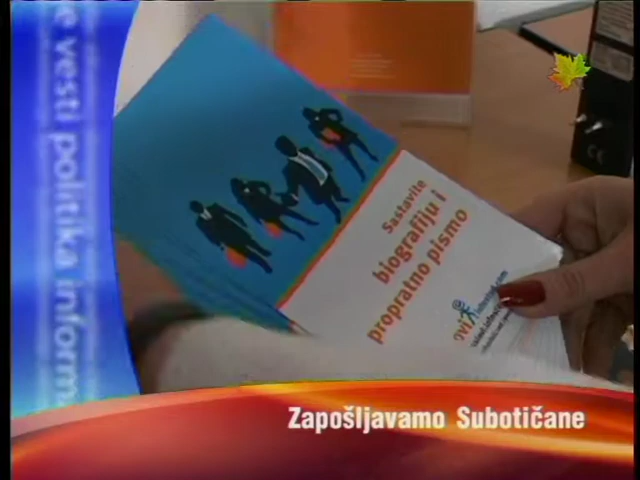 e vesti politika inform
Sastavite
biografiju i
propratno pismo
Zapošljavamo Subotičane